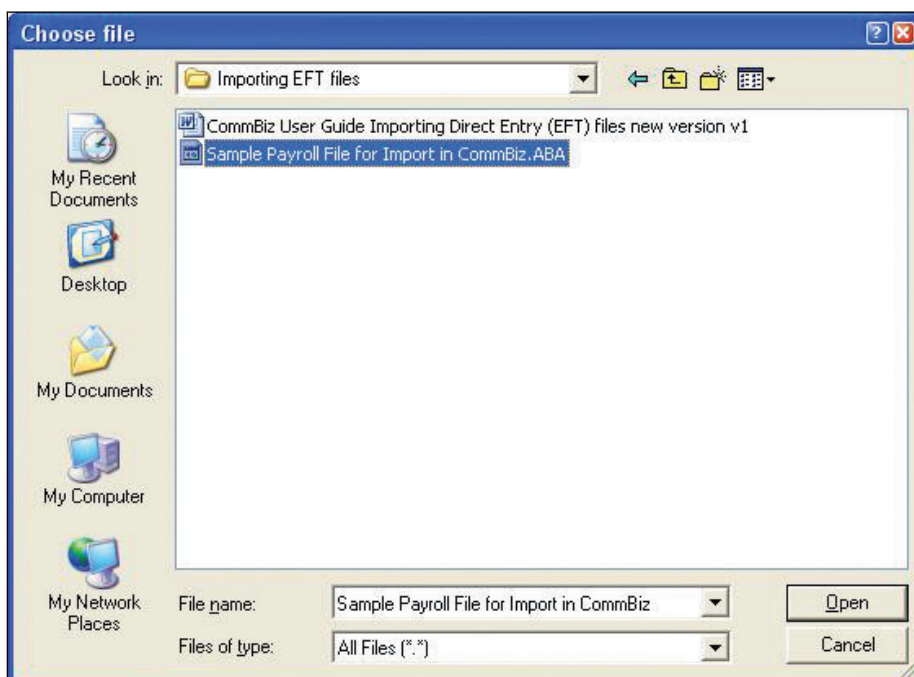 Choose file
Look in:
Importing EFT files
CommBiz User Guide Importing Direct Entry (EFT) files new version v1
Sample Payroll File for Import in CommBiz.ABA
My Recent
Documents
Desktop
My Documents
My Computer
My Network
Places
File name:
Sample Payroll File for Import in CommBiz
Open
Files of type:
All Files (*.*)
Cancel